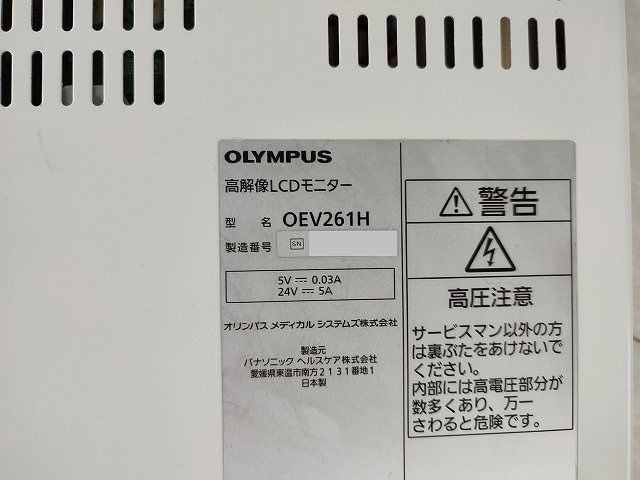 OLYMPUS
高解像LCDモニター
型 名 OEV261H
製造番号 SN
5V ⎓ 0.03A
24V ⎓ 5A
オリンパス メディカル システムズ株式会社
製造元
パナソニック ヘルスケア株式会社
愛媛県東温市南方2131番地1
日本製
⚠ 警告
高圧注意
サービスマン以外の方
は裏ぶたをあけないで
ください。
内部には高電圧部分が
数多くあり、万一
さわると危険です。